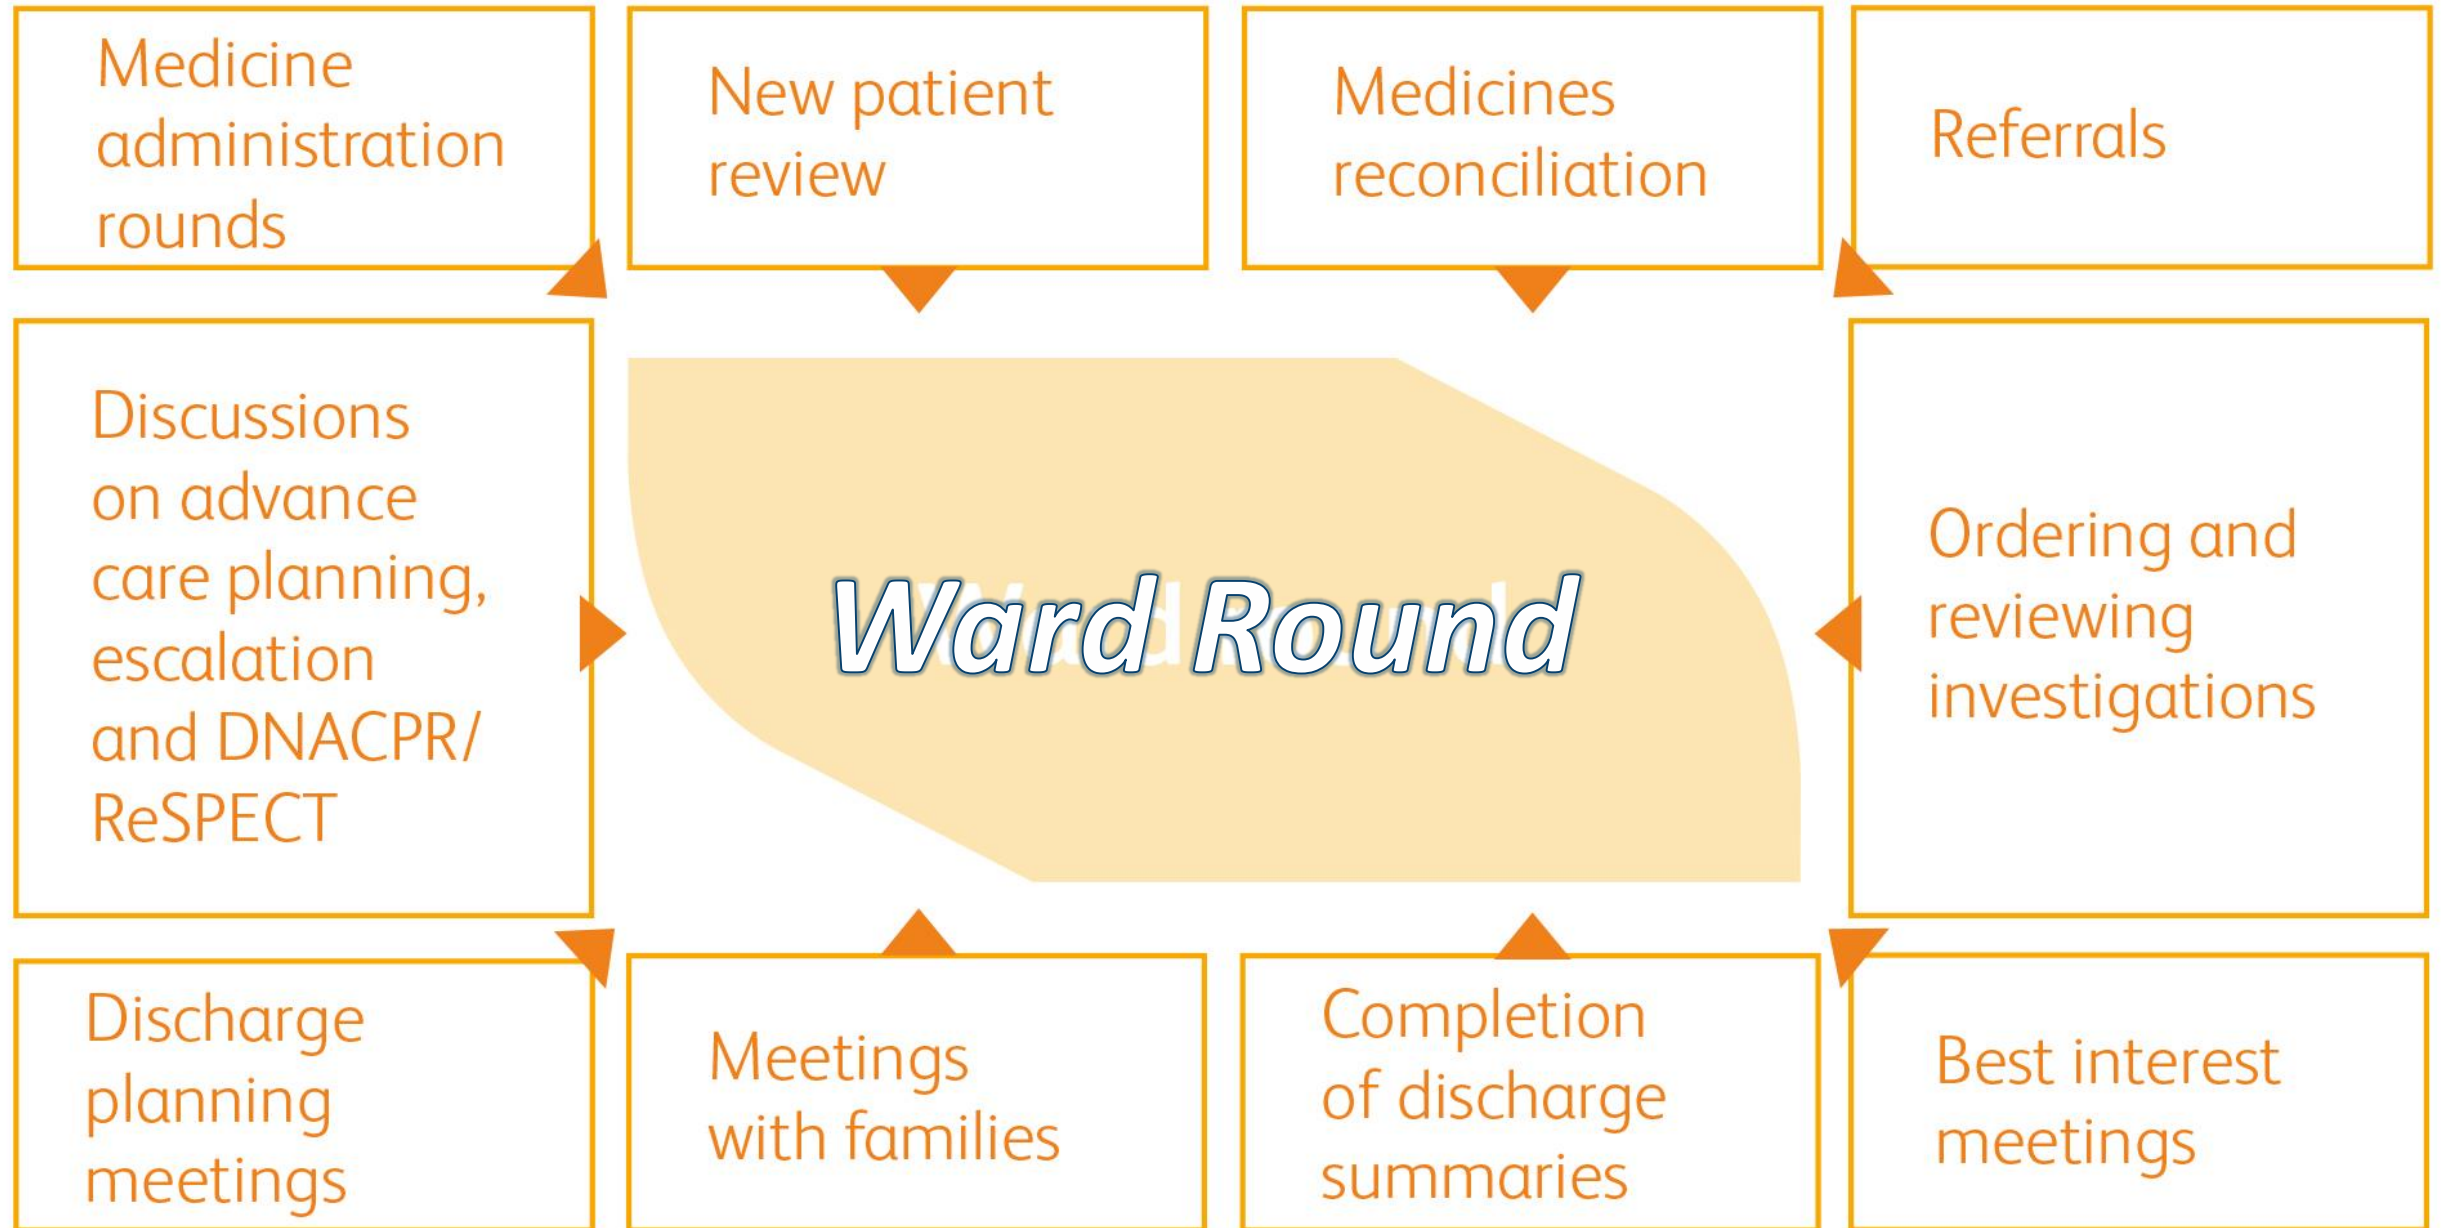 Medicine
administration
rounds
New patient
review
Medicines
reconciliation
Referrals
Discussions
on advance
care planning,
escalation
and DNACPR/
ReSPECT
Ward Round
Ordering and
reviewing
investigations
Discharge
planning
meetings
Meetings
with families
Completion
of discharge
summaries
Best interest
meetings